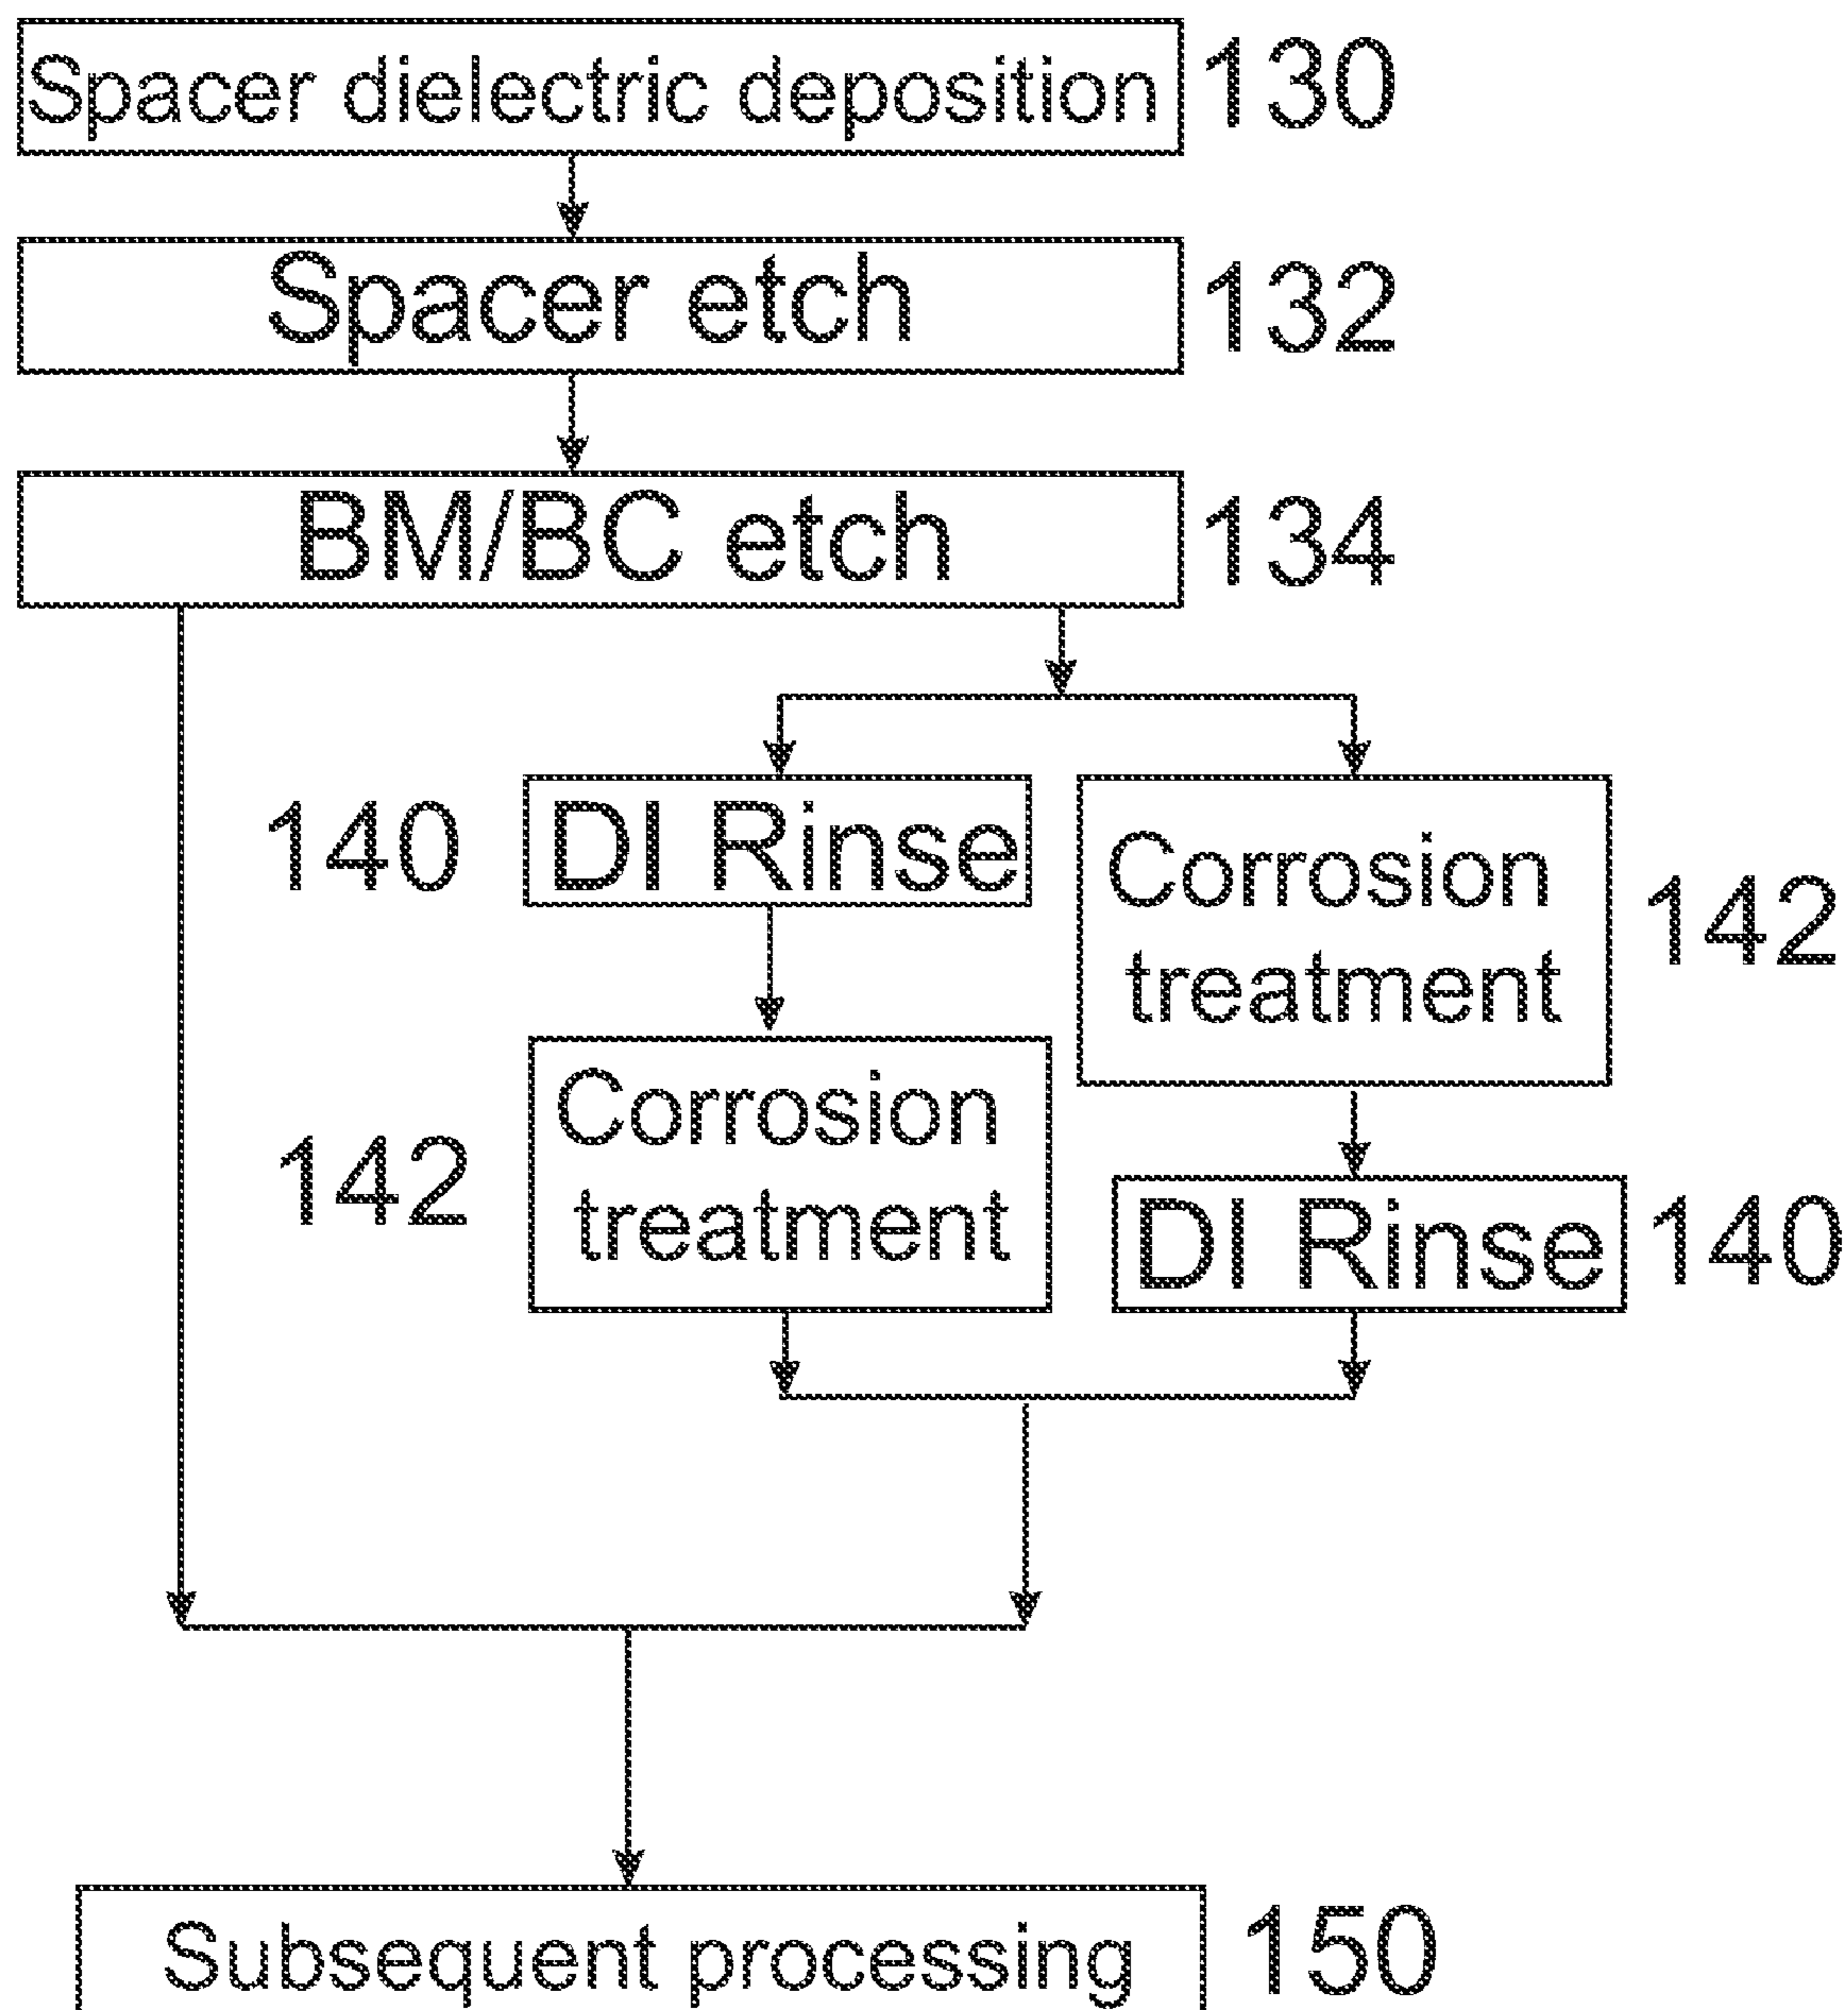 Spacer dielectric deposition 130
Spacer etch 132
BM/BC etch 134
140 DI Rinse
Corrosion
treatment
142
Corrosion
treatment
142
DI Rinse 140
Subsequent processing 150